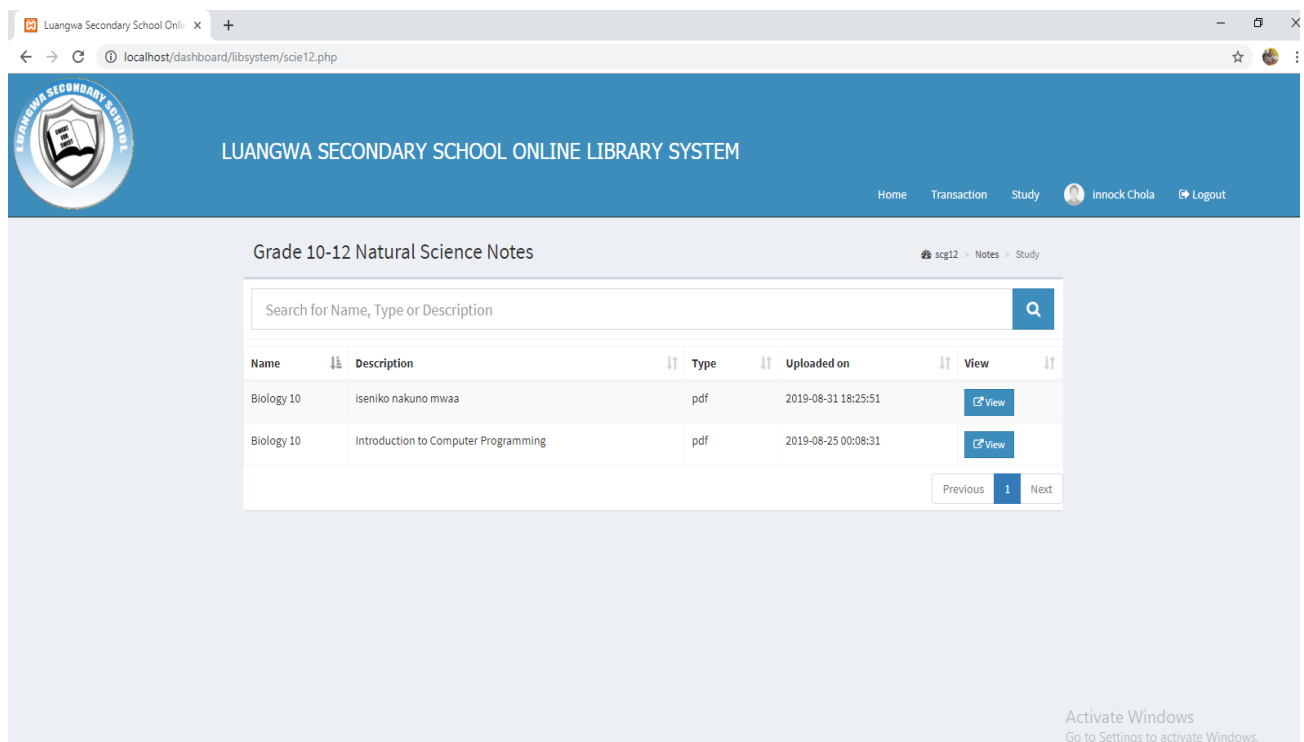 Luangwa Secondary School Onlin
localhost/dashboard/libsystem/scie12.php
LUANGWA SECONDARY SCHOOL
SWEAT FOR SWEET
LUANGWA SECONDARY SCHOOL ONLINE LIBRARY SYSTEM
Home Transaction Study innock Chola Logout
Grade 10-12 Natural Science Notes
scg12 > Notes > Study
Search for Name, Type or Description
Name Description Type Uploaded on View
Biology 10 iseniko nakuno mwaa pdf 2019-08-31 18:25:51 View
Biology 10 Introduction to Computer Programming pdf 2019-08-25 00:08:31 View
Previous 1 Next
Activate Windows
Go to Settings to activate Windows.